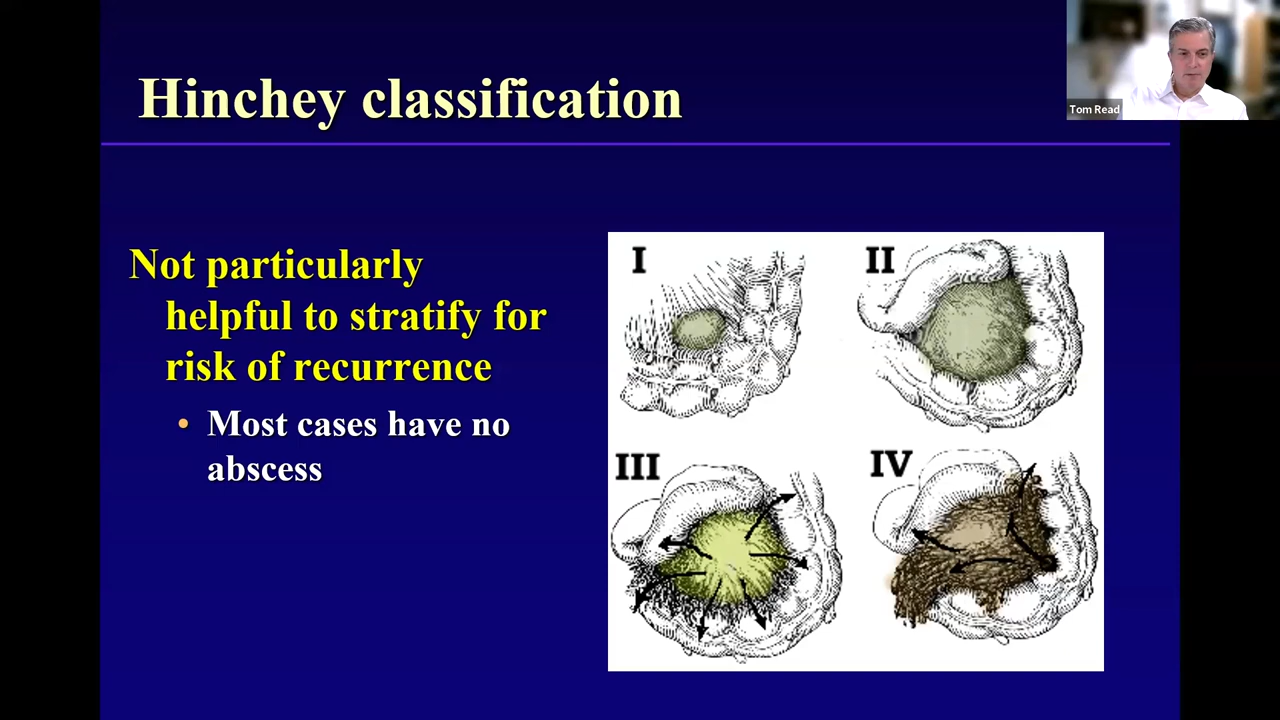 Hinchey classification
Tom Read
Not particularly
helpful to stratify for
risk of recurrence
• Most cases have no
abscess
I
II
III
IV